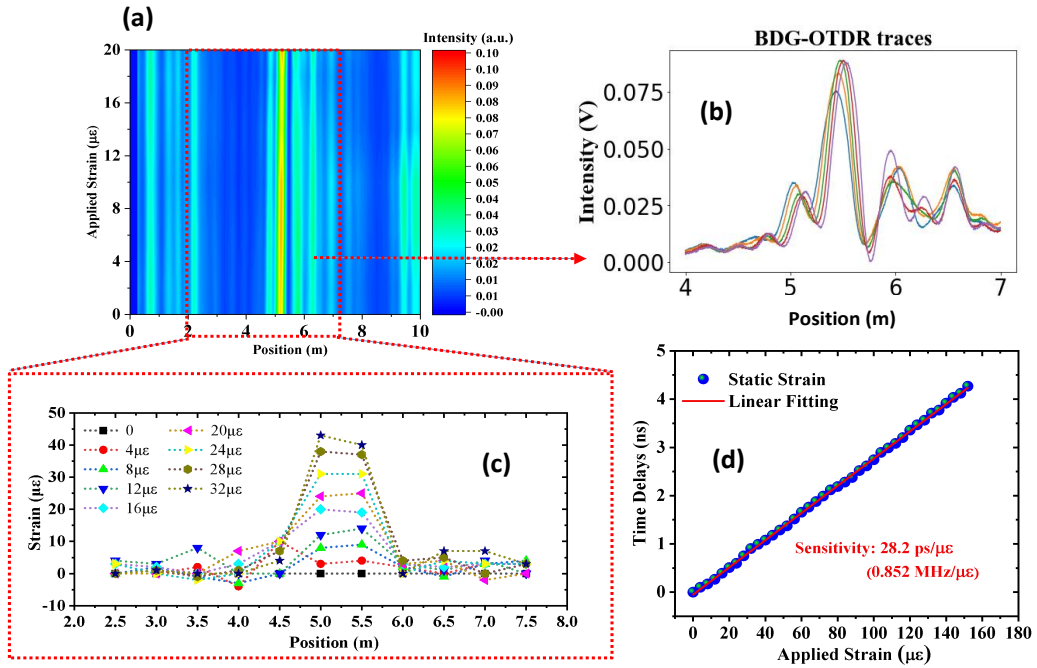 (a)
Intensity (a.u.)
20
16
12
8
4
0
Applied Strain (με)
0 2 4 6 8 10
Position (m)
0.10
0.10
0.09
0.08
0.07
0.06
0.06
0.05
0.04
0.03
0.02
0.02
0.01
-0.00
BDG-OTDR traces
(b)
0.075
0.050
0.025
0.000
Intensity (V)
4 5 6 7
Position (m)
50
40
30
20
10
0
-10
Strain (με)
0
4με
8με
12με
16με
20με
24με
28με
32με
(c)
2.0 2.5 3.0 3.5 4.0 4.5 5.0 5.5 6.0 6.5 7.0 7.5 8.0
Position (m)
5
4
3
2
1
0
Time Delays (ns)
Static Strain
Linear Fitting
(d)
Sensitivity: 28.2 ps/με
(0.852 MHz/με)
0 20 40 60 80 100 120 140 160 180
Applied Strain (με)